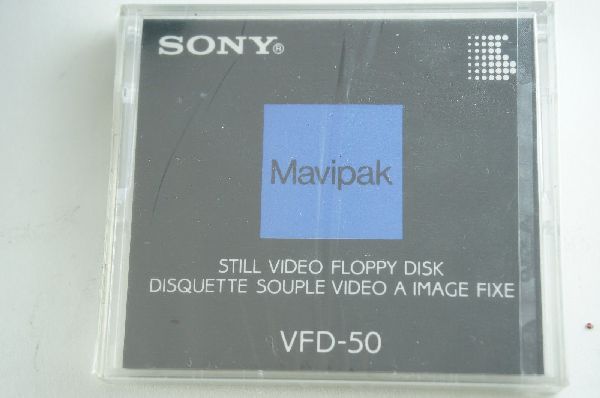 SONY®
Mavipak
STILL VIDEO FLOPPY DISK
DISQUETTE SOUPLE VIDEO A IMAGE FIXE
VFD-50